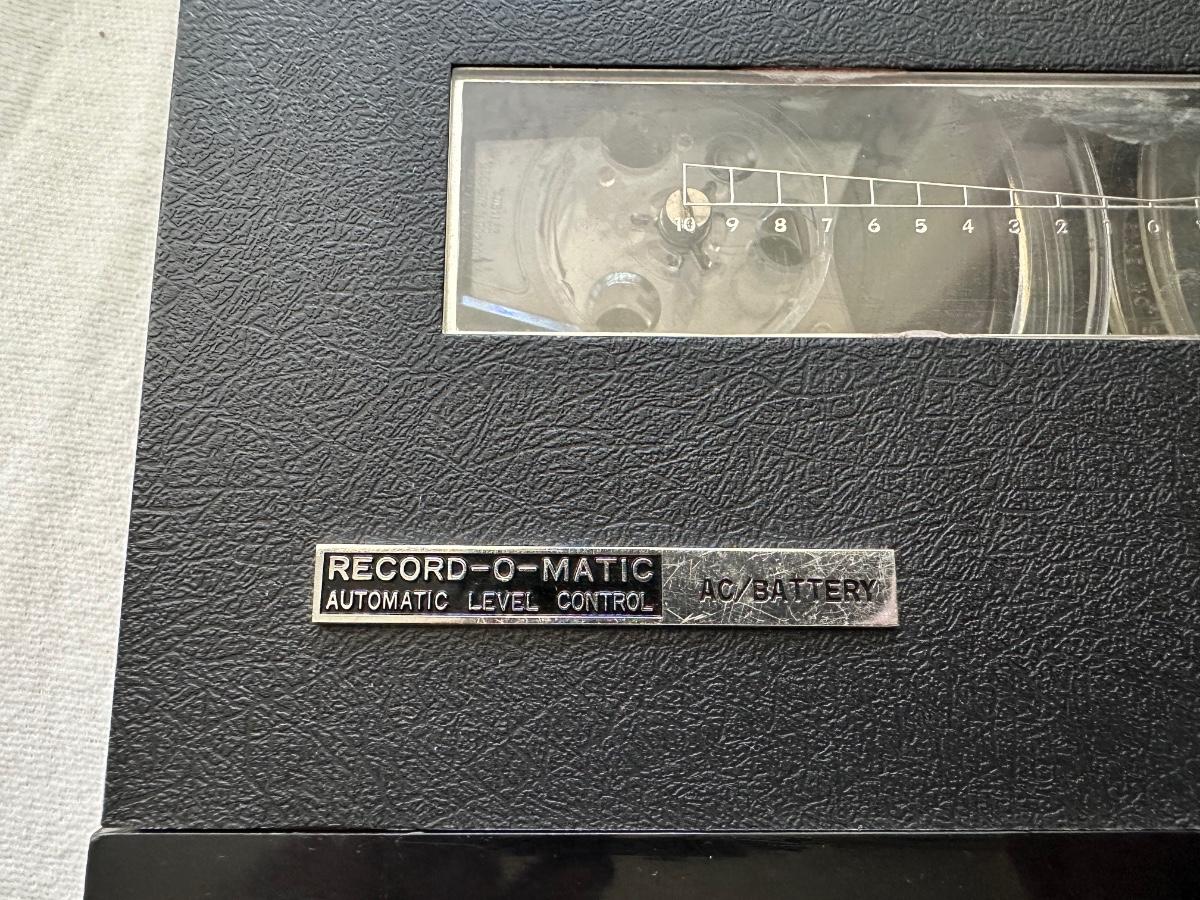 10 9 8 7 6 5 4 3 2 1 0
RECORD-O-MATIC
AUTOMATIC LEVEL CONTROL
AC/BATTERY